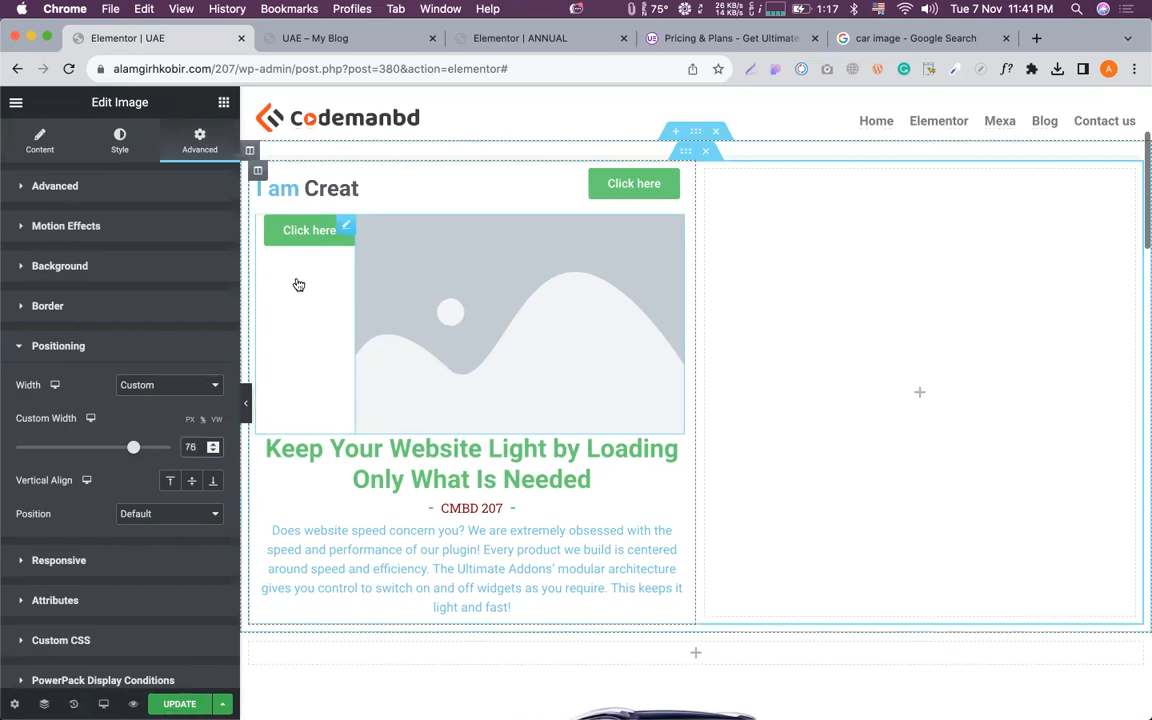 Chrome File Edit View History Bookmarks Profiles Tab Window Help 75° 26 KB/s 14 KB/s 1:17 Tue 7 Nov 11:41 PM
Elementor | UAE
UAE – My Blog
Elementor | ANNUAL
Pricing & Plans - Get Ultimate
car image - Google Search
alamgirhkobir.com/207/wp-admin/post.php?post=380&action=elementor#
f?
A
Edit Image
Content
Style
Advanced
Advanced
Motion Effects
Background
Border
Positioning
Width
Custom
Custom Width
PX % VW
76
Vertical Align
Position
Default
Responsive
Attributes
Custom CSS
PowerPack Display Conditions
UPDATE
codemanbd
Home Elementor Mexa Blog Contact us
I am Creat
Click here
Click here
Keep Your Website Light by Loading
Only What Is Needed
- CMBD 207 -
Does website speed concern you? We are extremely obsessed with the
speed and performance of our plugin! Every product we build is centered
around speed and efficiency. The Ultimate Addons’ modular architecture
gives you control to switch on and off widgets as you require. This keeps it
light and fast!